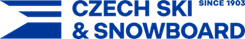 CZECH SKI SINCE 1903
& SNOWBOARD